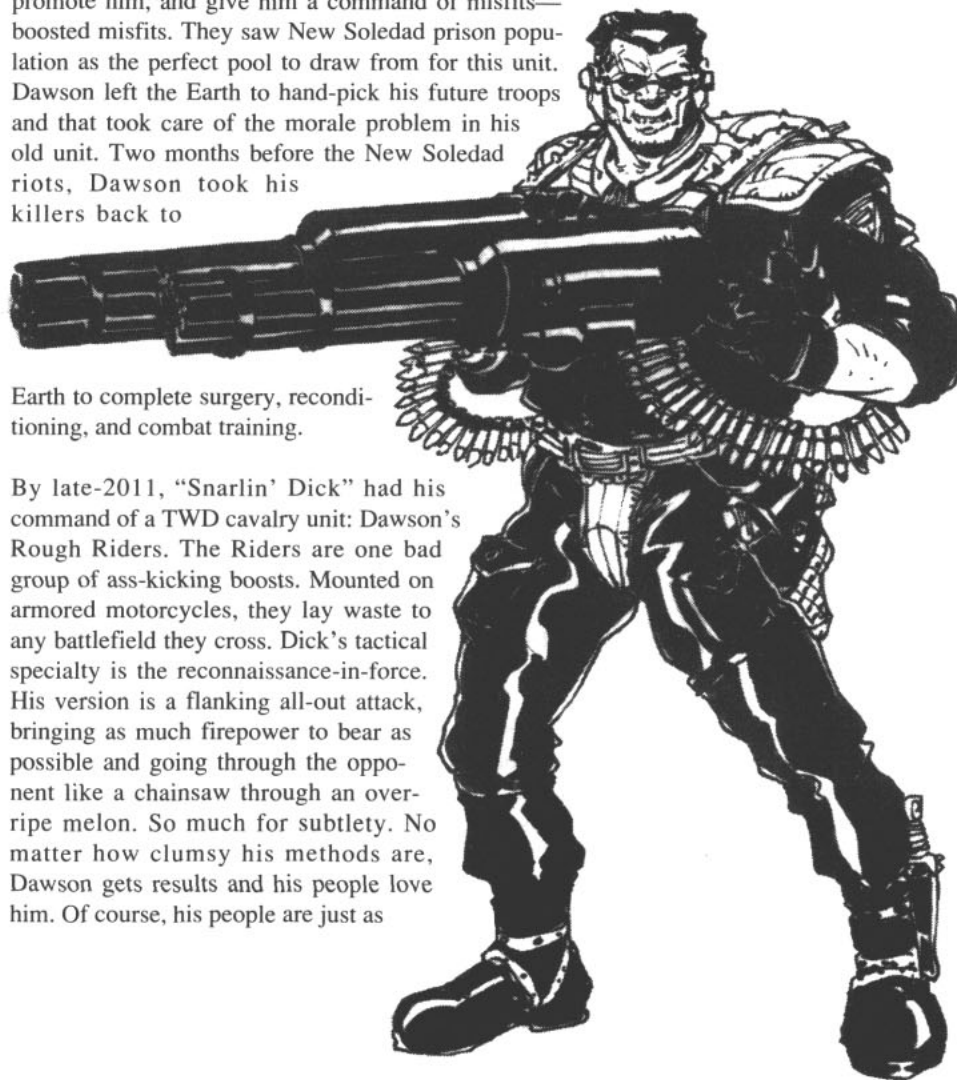 promote him, and give him a command of misfits—
boosted misfits. They saw New Soledad prison popu-
lation as the perfect pool to draw from for this unit.
Dawson left the Earth to hand-pick his future troops
and that took care of the morale problem in his
old unit. Two months before the New Soledad
riots, Dawson took his
killers back to
Earth to complete surgery, recondi-
tioning, and combat training.
By late-2011, “Snarlin’ Dick” had his
command of a TWD cavalry unit: Dawson’s
Rough Riders. The Riders are one bad
group of ass-kicking boosts. Mounted on
armored motorcycles, they lay waste to
any battlefield they cross. Dick’s tactical
specialty is the reconnaissance-in-force.
His version is a flanking all-out attack,
bringing as much firepower to bear as
possible and going through the oppo-
nent like a chainsaw through an over-
ripe melon. So much for subtlety. No
matter how clumsy his methods are,
Dawson gets results and his people love
him. Of course, his people are just as